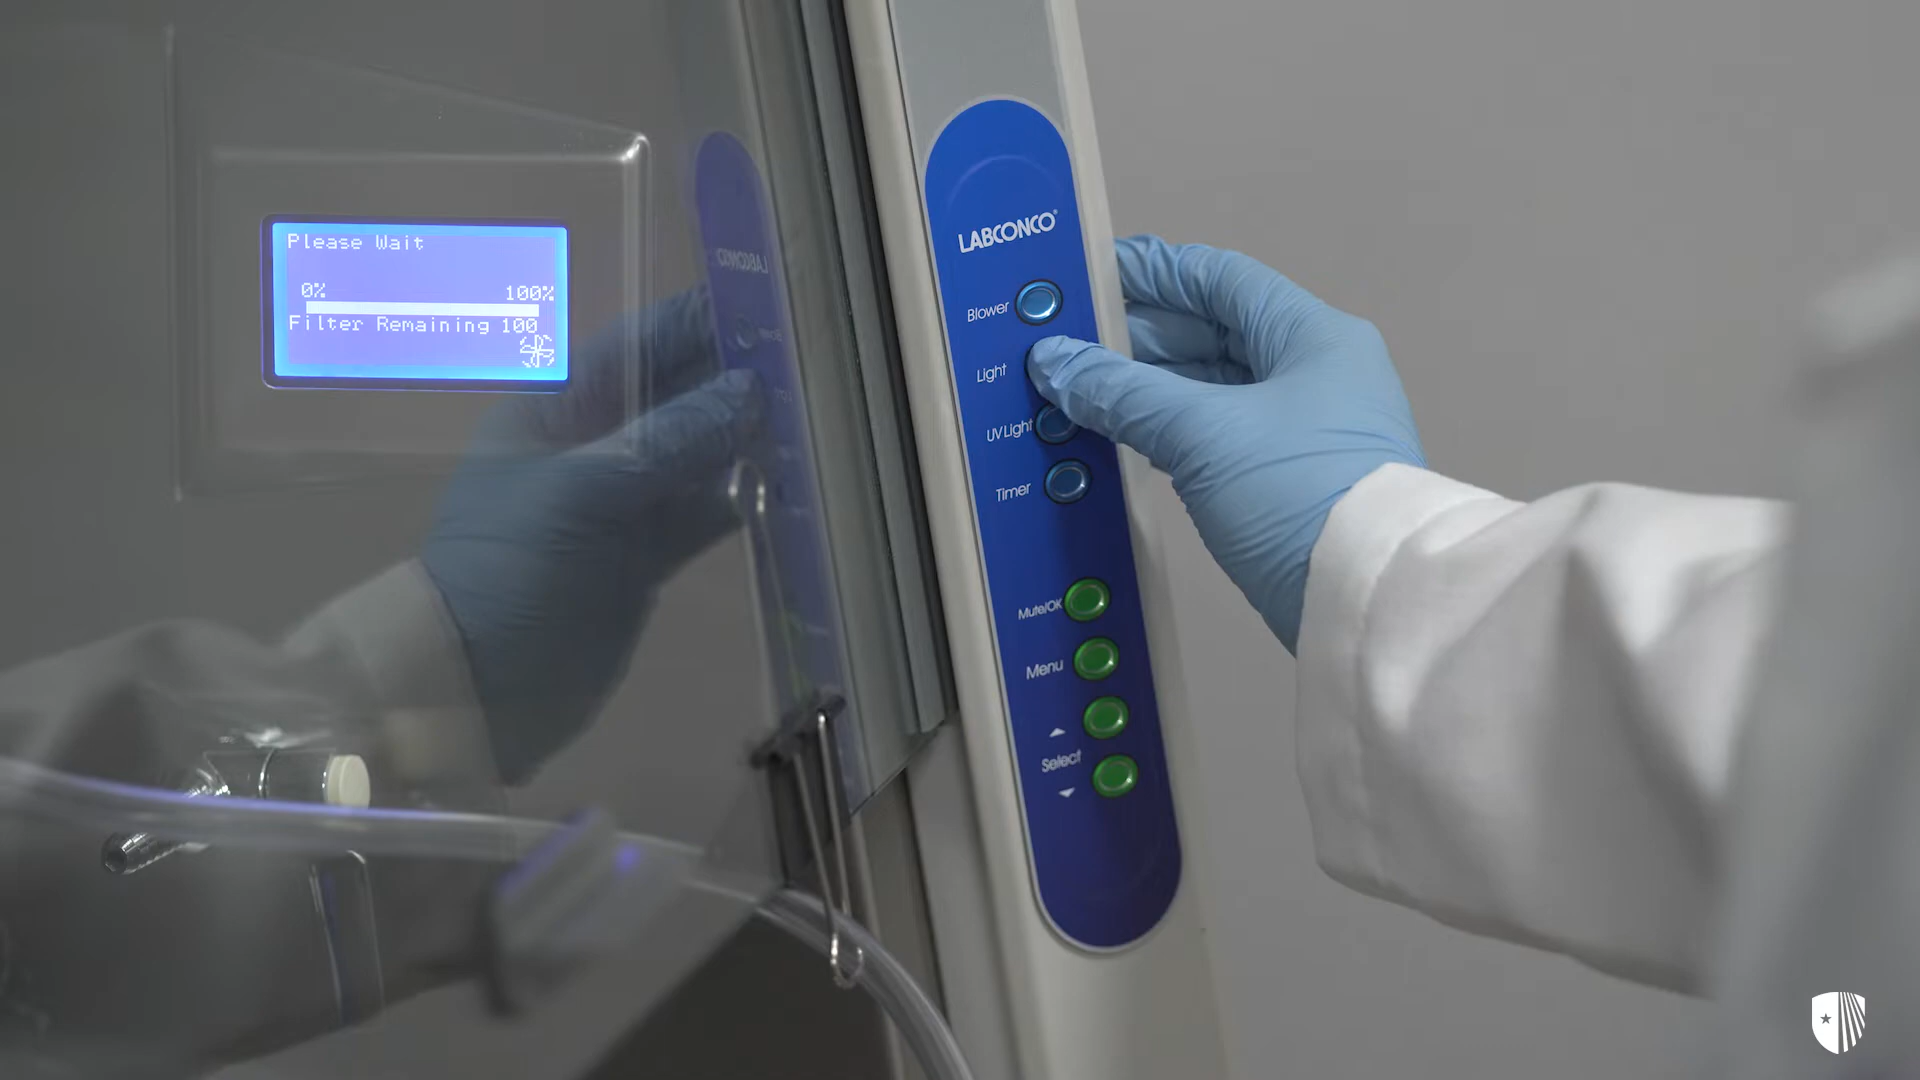 Please Wait
0% 100%
Filter Remaining 100
LABCONCO®
Blower
Light
UV Light
Timer
Mute/OK
Menu
Select